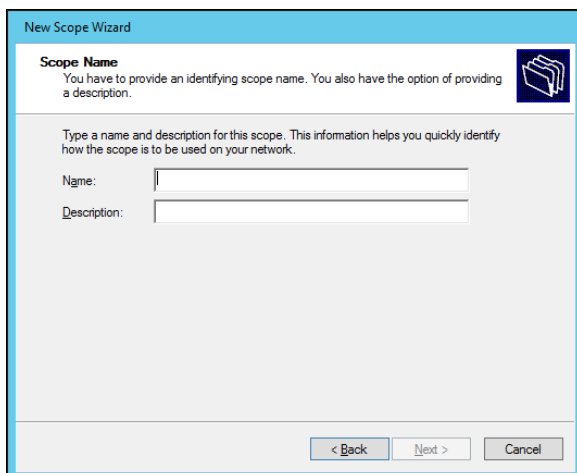 New Scope Wizard
Scope Name
You have to provide an identifying scope name. You also have the option of providing
a description.
Type a name and description for this scope. This information helps you quickly identify
how the scope is to be used on your network.
Name:
Description:
< Back
Next >
Cancel